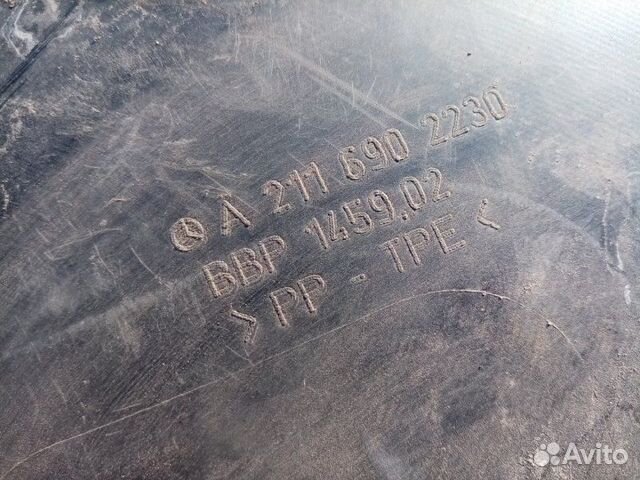 A 211 690 2230
BBP 1459.02
>PP - TPE<
Avito